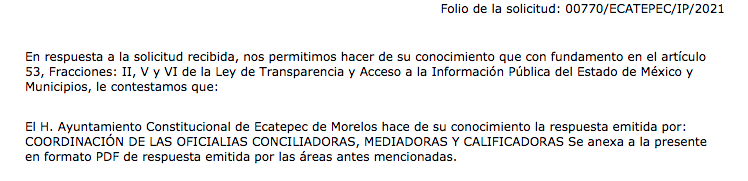 Folio de la solicitud: 00770/ECATEPEC/IP/2021
En respuesta a la solicitud recibida, nos permitimos hacer de su conocimiento que con fundamento en el artículo
53, Fracciones: II, V y VI de la Ley de Transparencia y Acceso a la Información Pública del Estado de México y
Municipios, le contestamos que:
El H. Ayuntamiento Constitucional de Ecatepec de Morelos hace de su conocimiento la respuesta emitida por:
COORDINACIÓN DE LAS OFICIALIAS CONCILIADORAS, MEDIADORAS Y CALIFICADORAS Se anexa a la presente
en formato PDF de respuesta emitida por las áreas antes mencionadas.